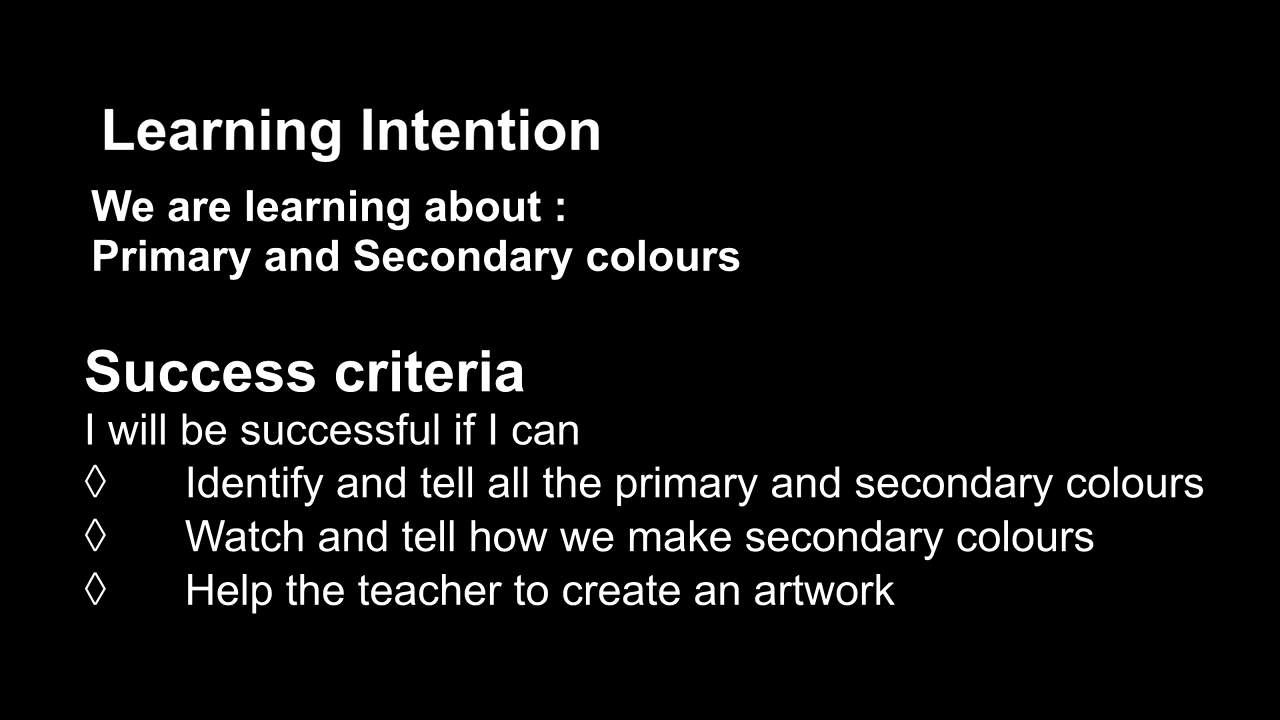 Learning Intention
We are learning about :
Primary and Secondary colours
Success criteria
I will be successful if I can
◊ Identify and tell all the primary and secondary colours
◊ Watch and tell how we make secondary colours
◊ Help the teacher to create an artwork